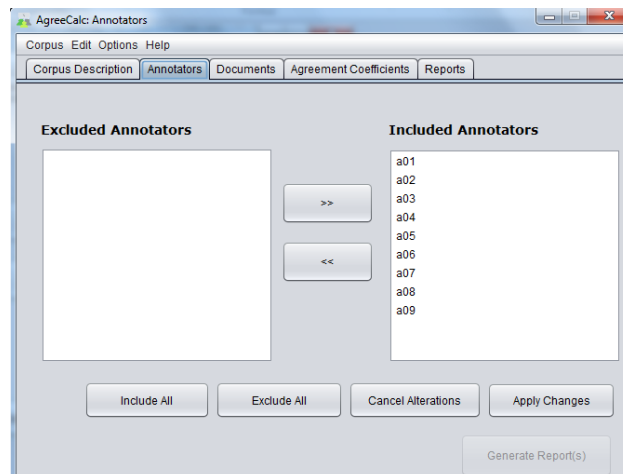 AgreeCalc: Annotators
Corpus Edit Options Help
Corpus Description Annotators Documents Agreement Coefficients Reports
Excluded Annotators
Included Annotators
a01
a02
a03
a04
a05
a06
a07
a08
a09
>>
<<
Include All Exclude All Cancel Alterations Apply Changes
Generate Report(s)